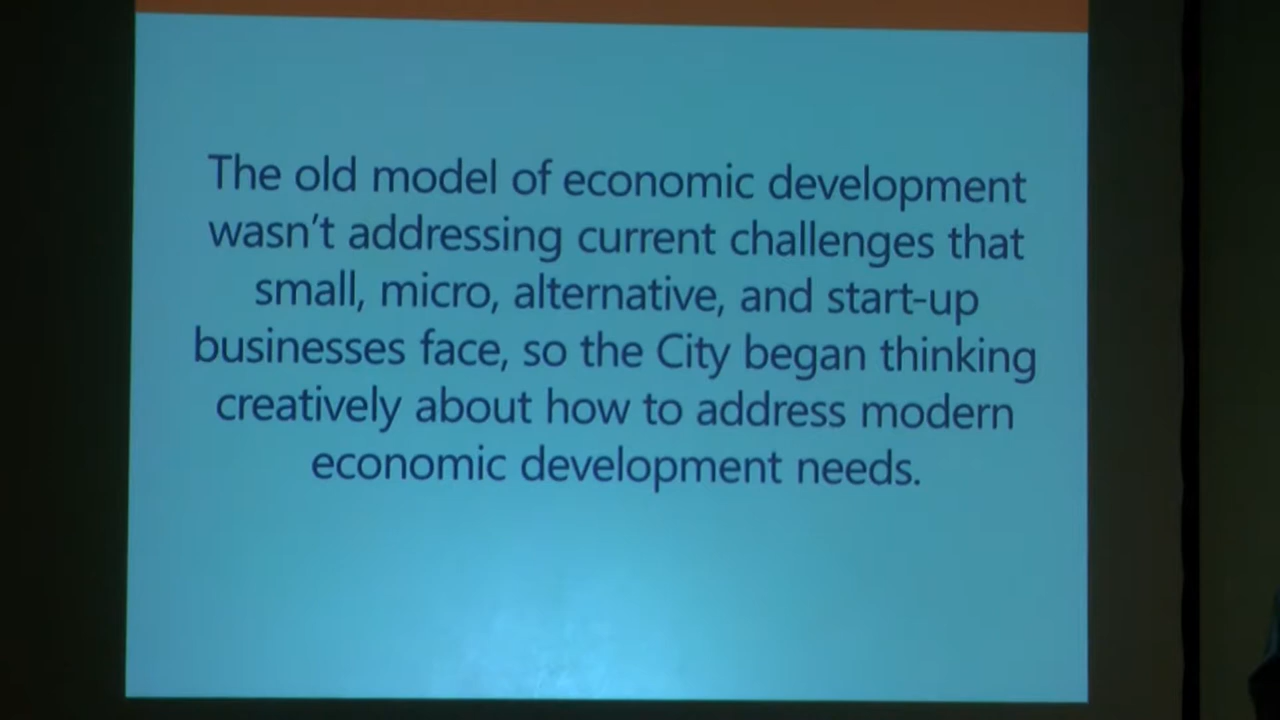 The old model of economic development
wasn't addressing current challenges that
small, micro, alternative, and start-up
businesses face, so the City began thinking
creatively about how to address modern
economic development needs.